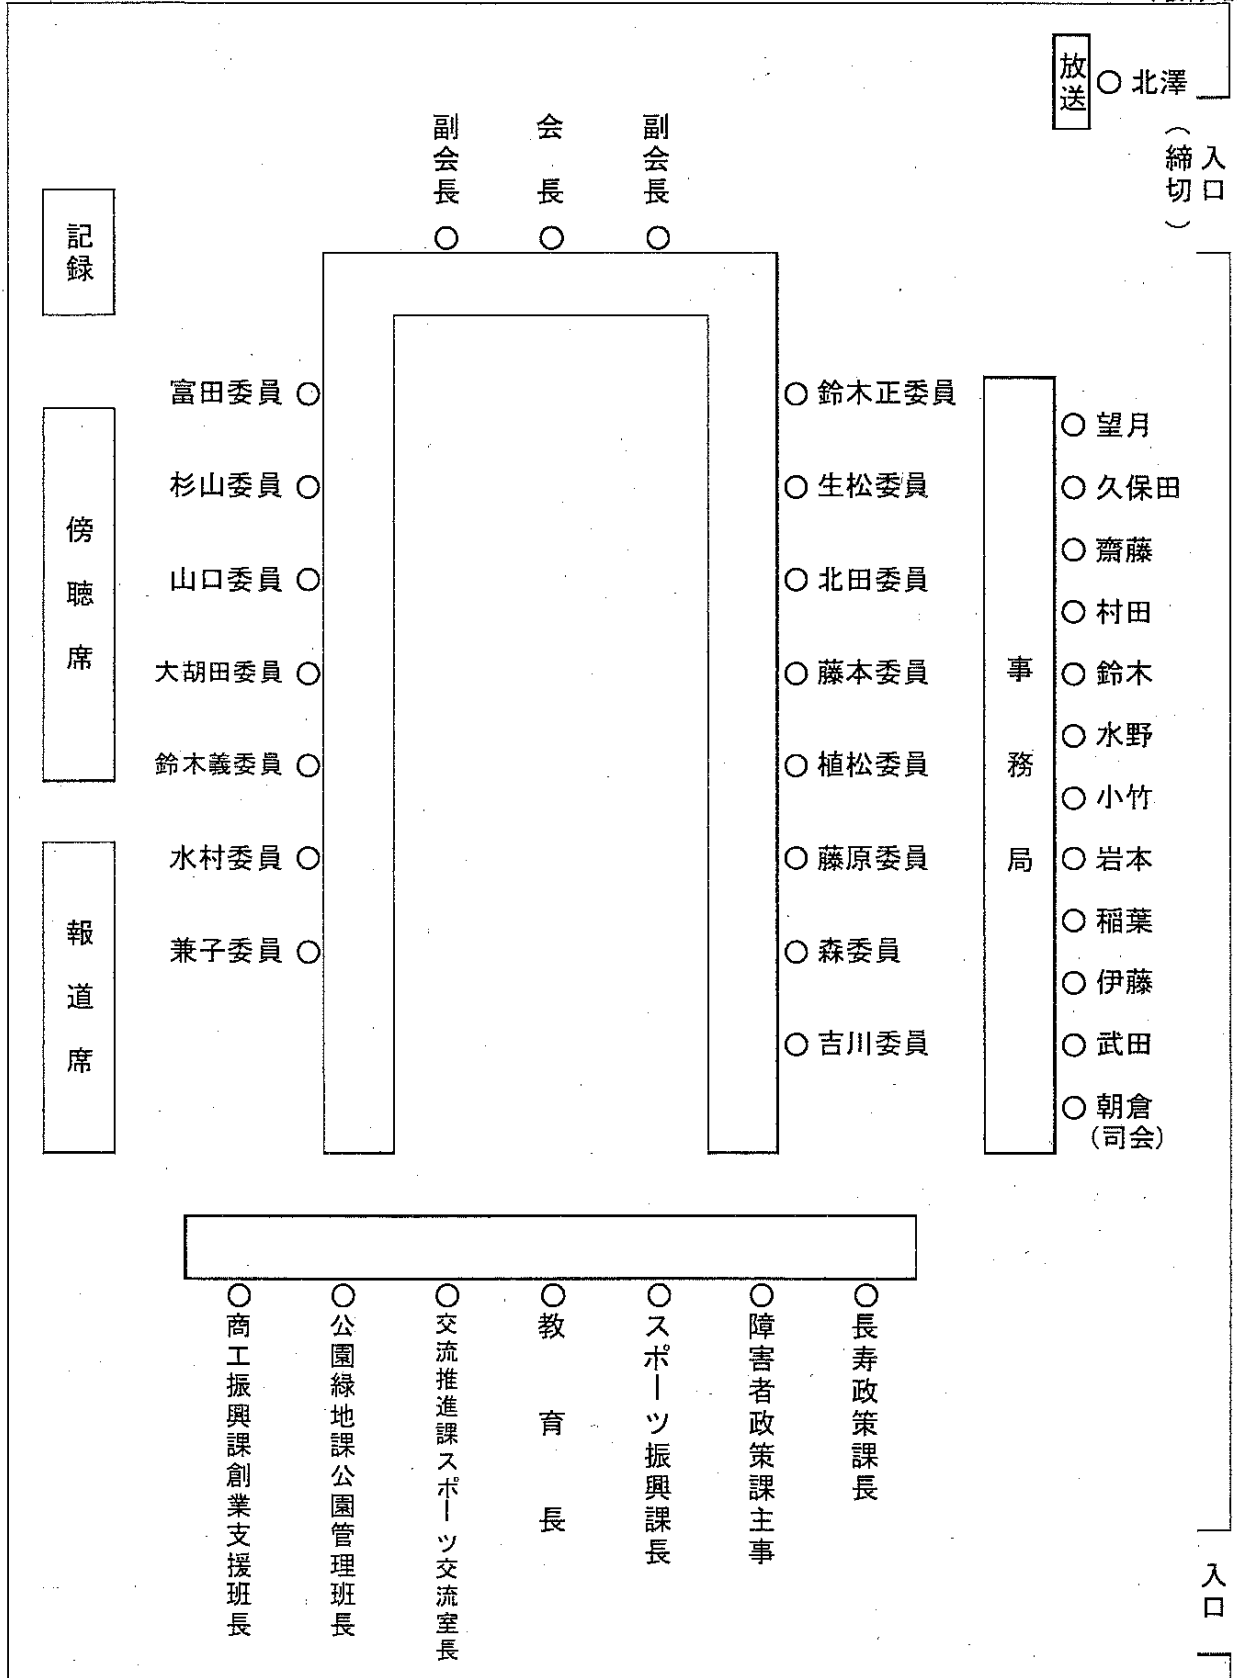 放送
北澤
入口
（締切）
副会長
会長
副会長
記録
傍聴席
報道席
富田委員
杉山委員
山口委員
大胡田委員
鈴木義委員
水村委員
兼子委員
鈴木正委員
生松委員
北田委員
藤本委員
植松委員
藤原委員
森委員
吉川委員
事務局
望月
久保田
齋藤
村田
鈴木
水野
小竹
岩本
稲葉
伊藤
武田
朝倉
(司会)
商工振興課創業支援班長
公園緑地課公園管理班長
交流推進課スポーツ交流室長
教育長
スポーツ振興課長
障害者政策課主事
長寿政策課長
入口